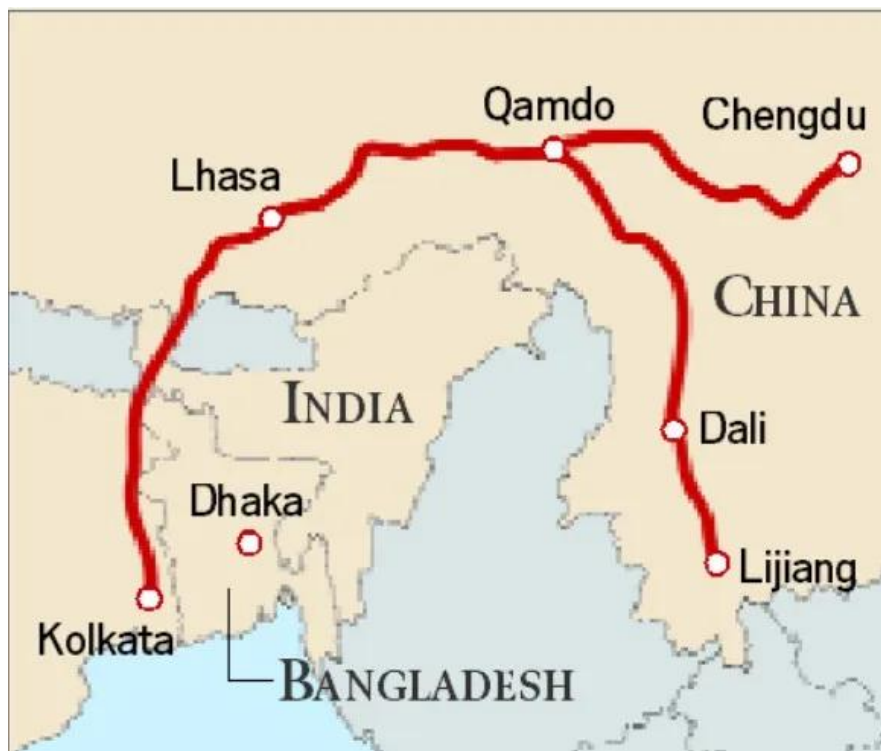 Qamdo
Chengdu
Lhasa
CHINA
INDIA
Dali
Dhaka
Lijiang
Kolkata
BANGLADESH